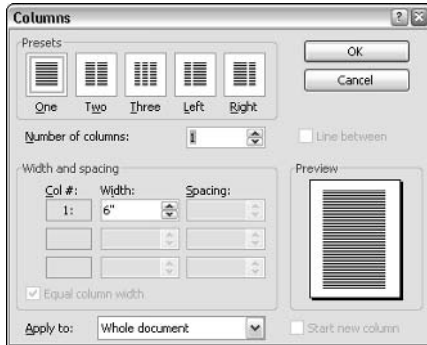 Columns
Presets
One Two Three Left Right
OK
Cancel
Number of columns: 1
Line between
Width and spacing
Col #: Width: Spacing:
1: 6"
Equal column width
Preview
Apply to: Whole document
Start new column